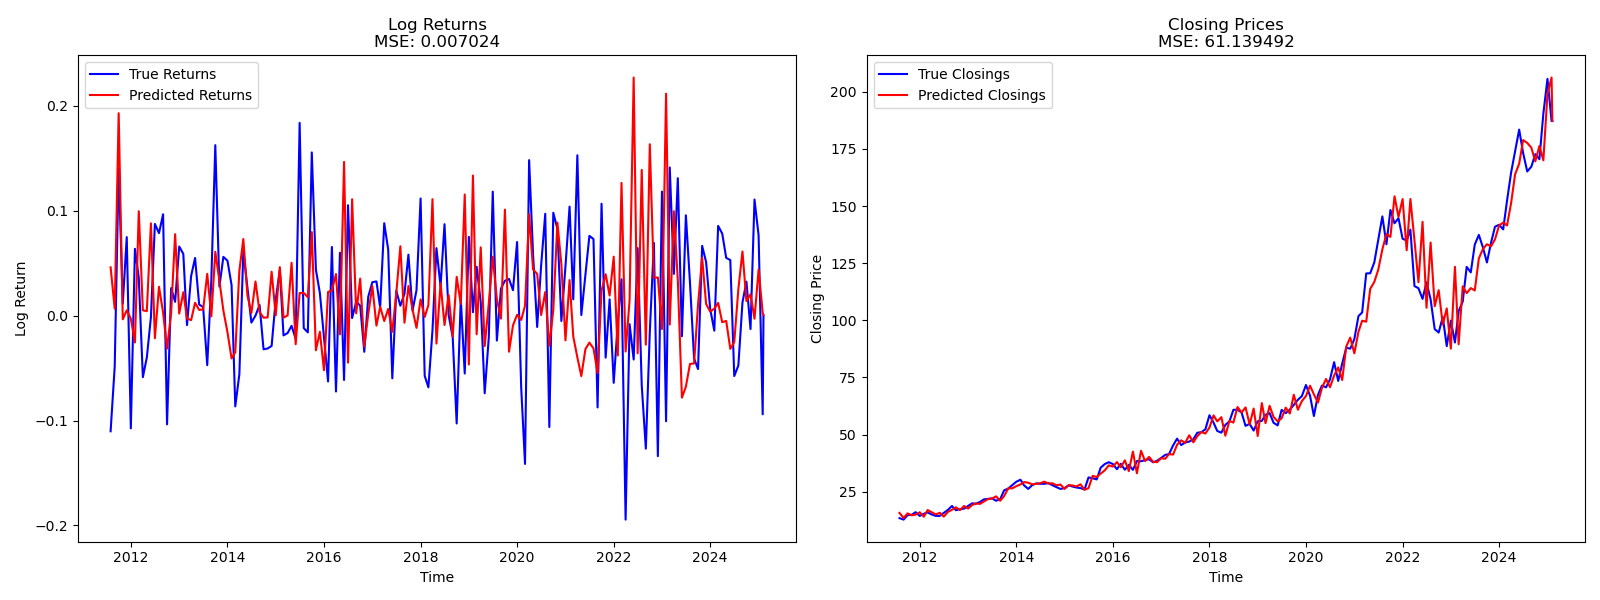 Log Returns
MSE: 0.007024
True Returns
Predicted Returns
Log Return
0.2
0.1
0.0
−0.1
−0.2
2012 2014 2016 2018 2020 2022 2024
Time
Closing Prices
MSE: 61.139492
True Closings
Predicted Closings
Closing Price
200
175
150
125
100
75
50
25
2012 2014 2016 2018 2020 2022 2024
Time